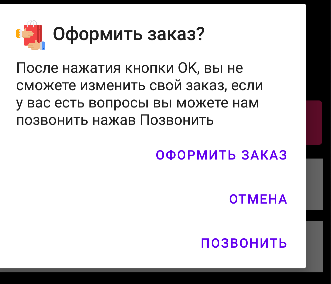 Оформить заказ?
После нажатия кнопки OK, вы не
сможете изменить свой заказ, если
у вас есть вопросы вы можете нам
позвонить нажав Позвонить
ОФОРМИТЬ ЗАКАЗ
ОТМЕНА
ПОЗВОНИТЬ